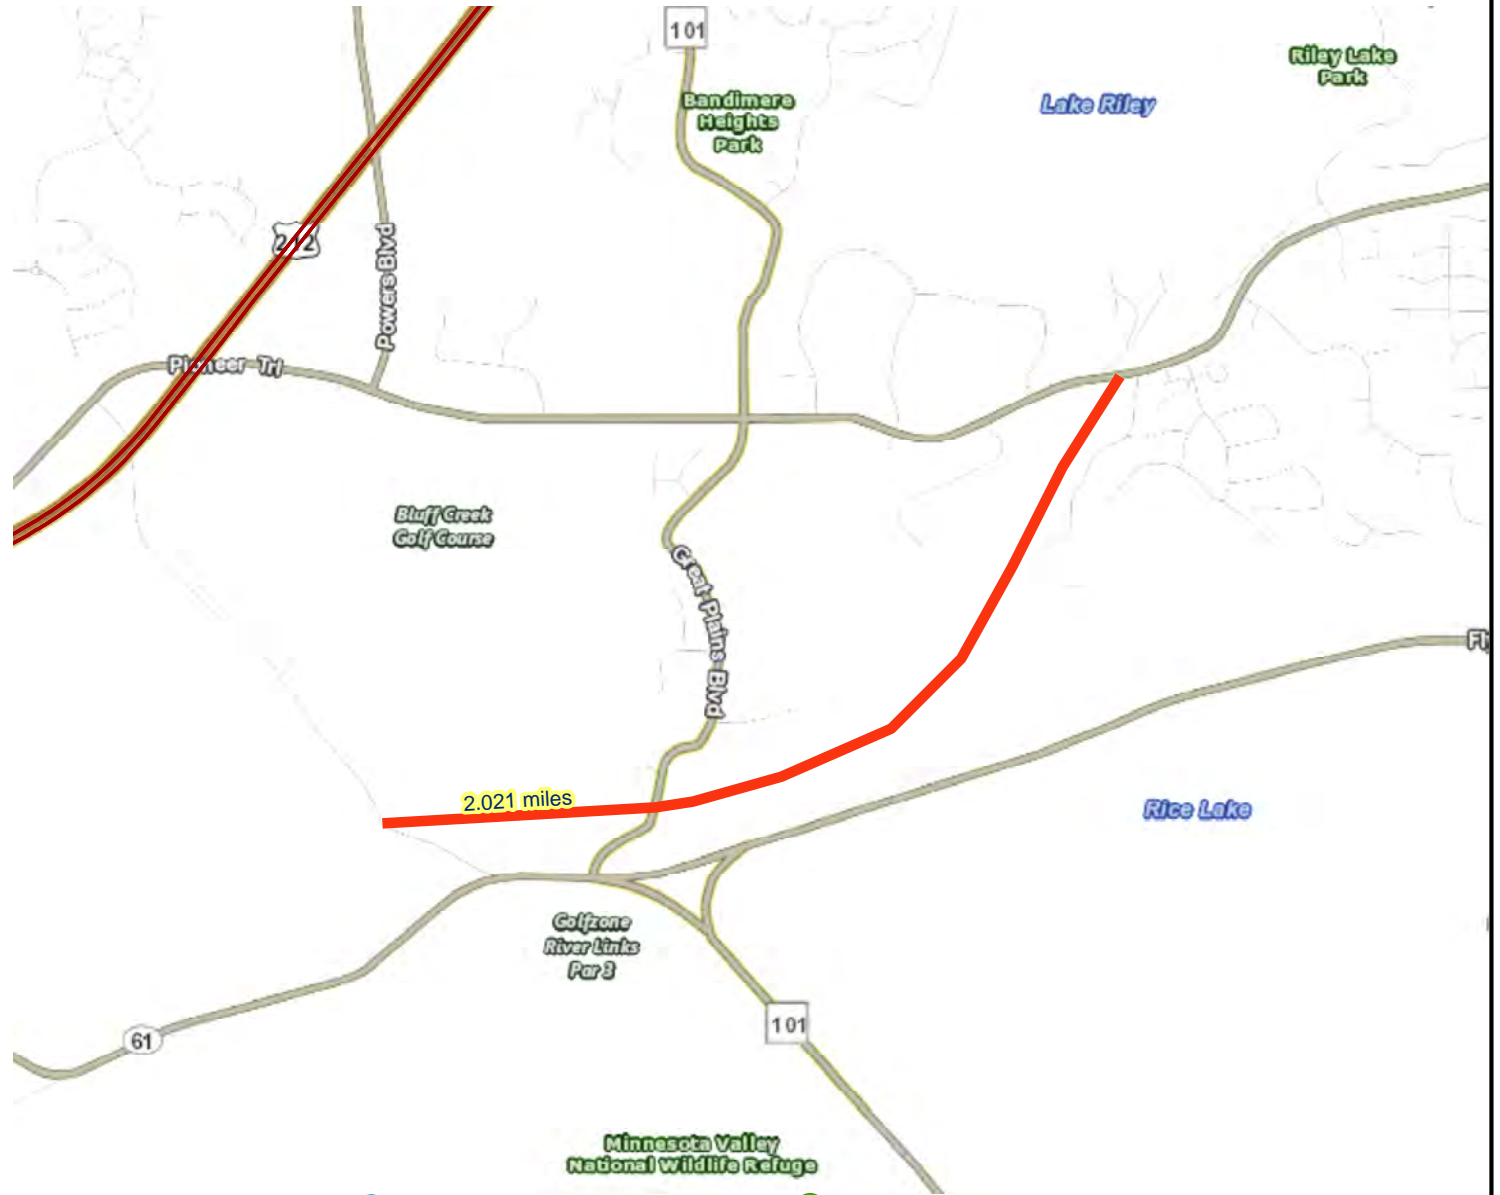 101
Riley Lake
Park
Bandimere
Heights
Park
Lake Riley
212
Powers Blvd
Pioneer Trl
Bluff Creek
Golf Course
Great Plains Blvd
2.021 miles
Rice Lake
Golfzone
River Links
Par 3
101
61
Minnesota Valley
National Wildlife Refuge